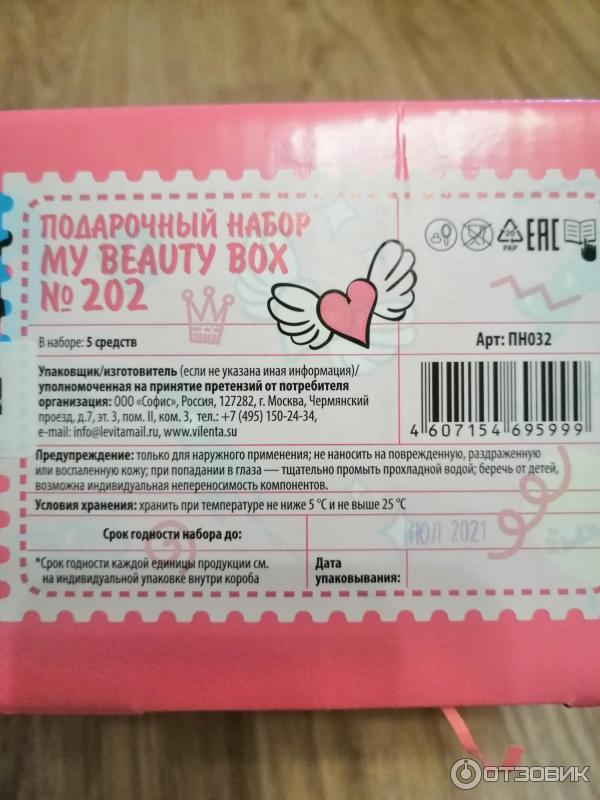 ПОДАРОЧНЫЙ НАБОР
MY BEAUTY BOX
№ 202
20
PAP
EAC
В наборе: 5 средств
Арт: ПН032
Упаковщик/изготовитель (если не указана иная информация)/
уполномоченная на принятие претензий от потребителя
организация: ООО «Софис», Россия, 127282, г. Москва, Чермянский
проезд, д.7, эт. 3, пом. II, ком. 3, тел.: +7 (495) 150-24-34,
e-mail: info@levitamail.ru, www.vilenta.su
4 607154 695999
Предупреждение: только для наружного применения; не наносить на поврежденную, раздраженную
или воспаленную кожу; при попадании в глаза — тщательно промыть прохладной водой; беречь от детей,
возможна индивидуальная непереносимость компонентов.
Условия хранения: хранить при температуре не ниже 5 °С и не выше 25 °С
Срок годности набора до:
ИЮЛ 2021
*Срок годности каждой единицы продукции см.
на индивидуальной упаковке внутри короба
Дата
упаковывания:
ОТЗОВИК